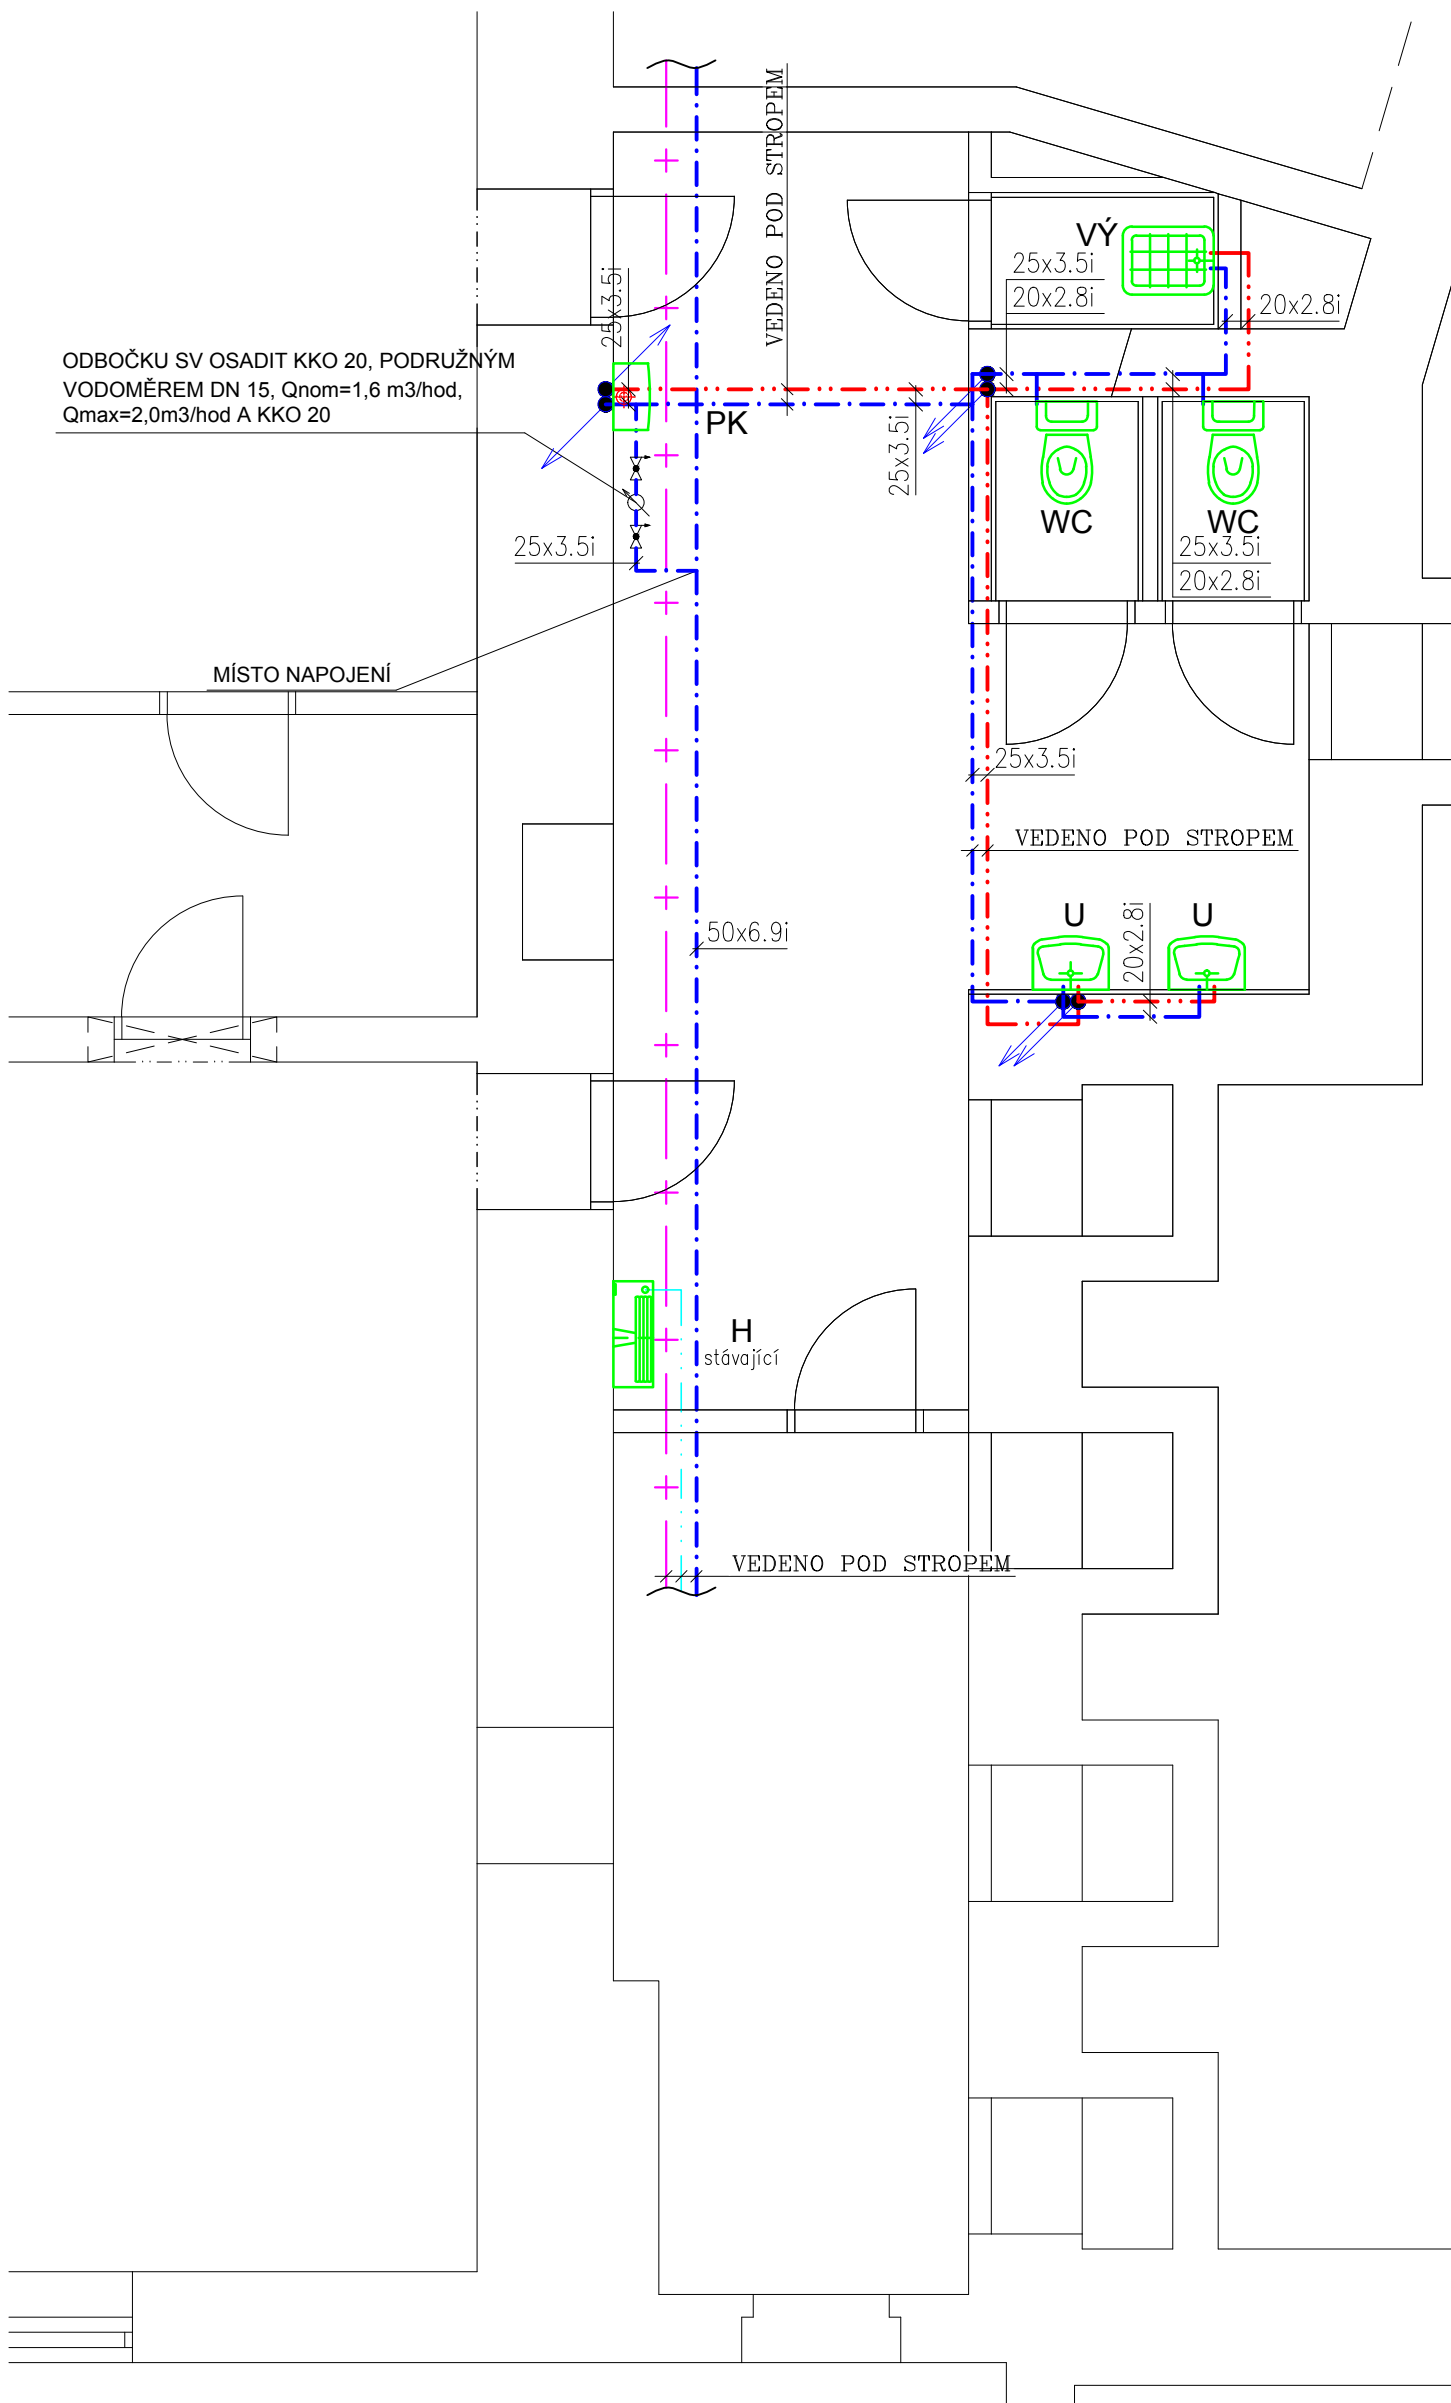 VEDENO POD STROPEM
VÝ
25x3.5i
20x2.8i
25x3.5i
20x2.8i
ODBOČKU SV OSADIT KKO 20, PODRUŽNÝM
VODOMĚREM DN 15, Qnom=1,6 m3/hod,
Qmax=2,0m3/hod A KKO 20
PK
25x3.5i
WC
WC
25x3.5i
25x3.5i
20x2.8i
MÍSTO NAPOJENÍ
25x3.5i
VEDENO POD STROPEM
U
U
20x2.8i
50x6.9i
H
stávající
VEDENO POD STROPEM